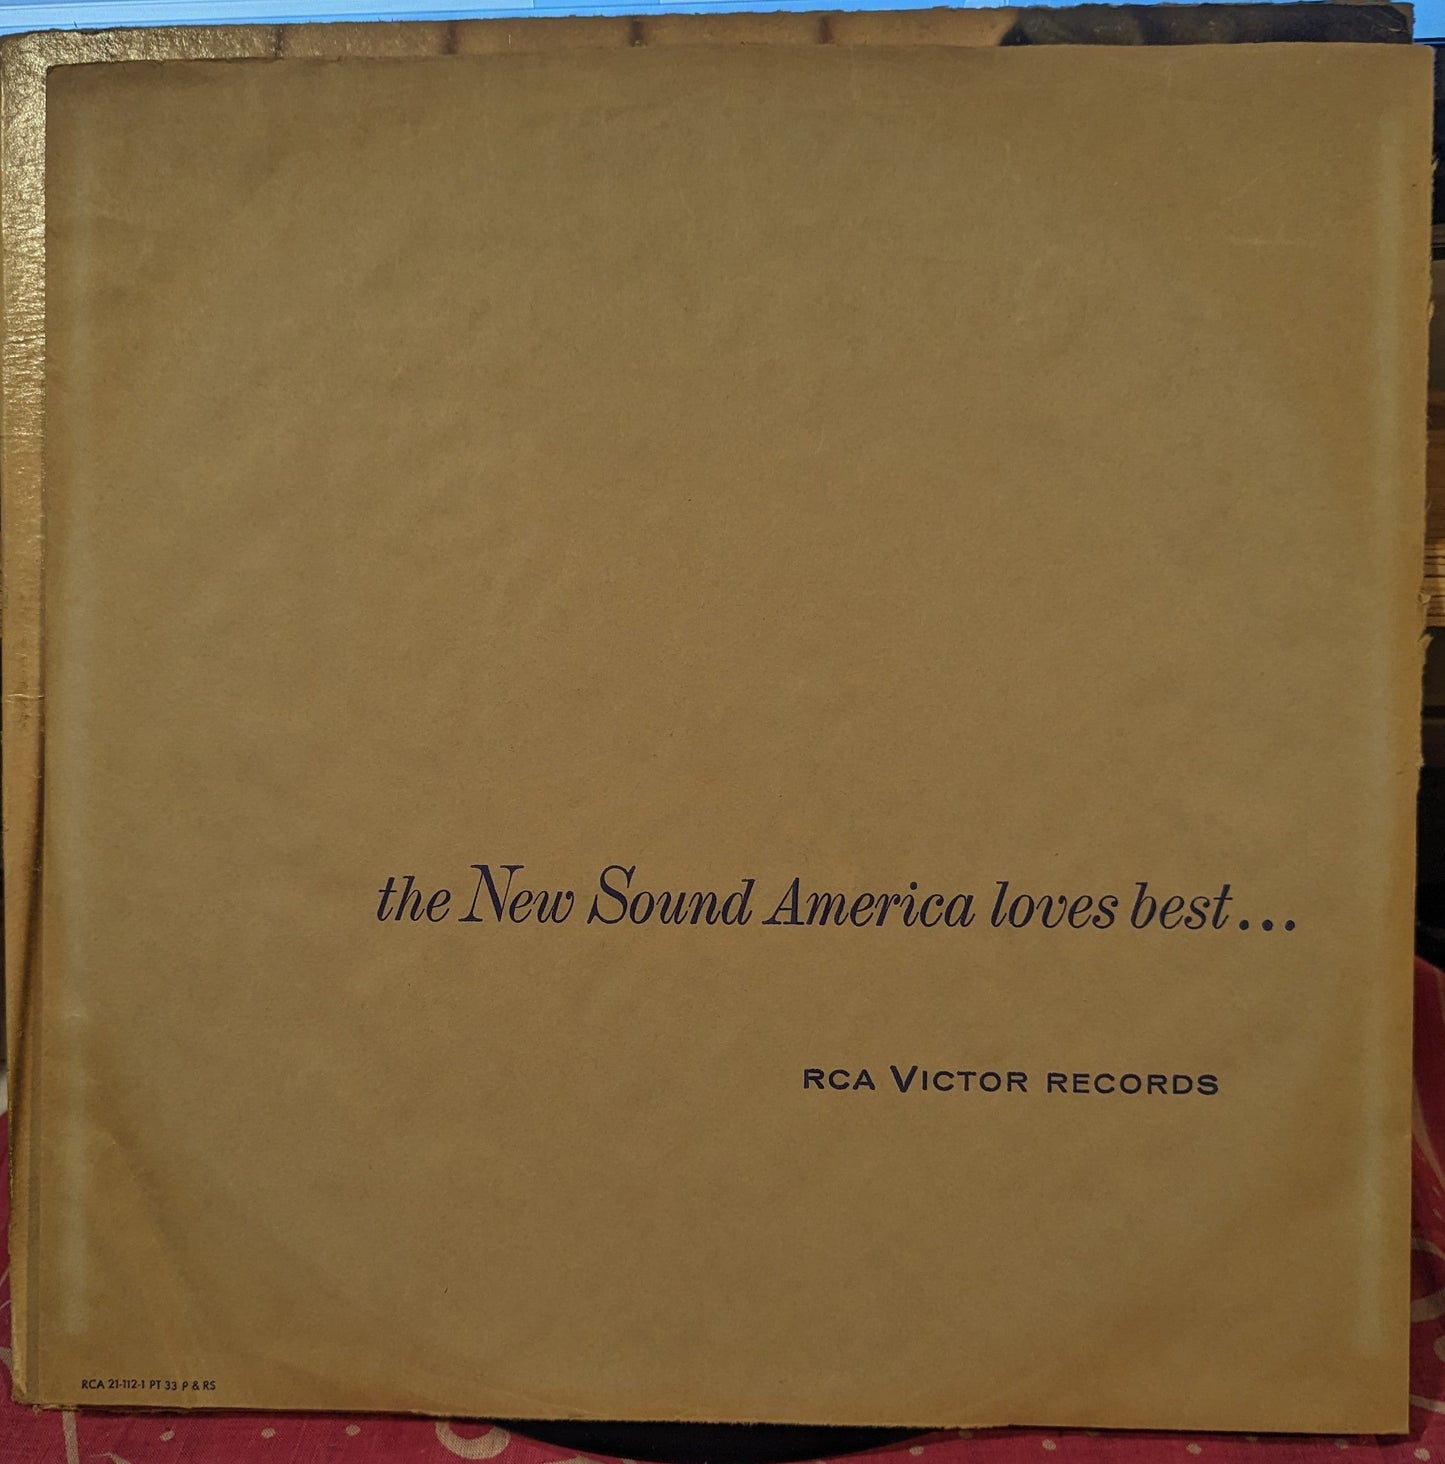 the New Sound America loves best...
RCA VICTOR RECORDS
RCA 21-112-1 PT 33 P & RS